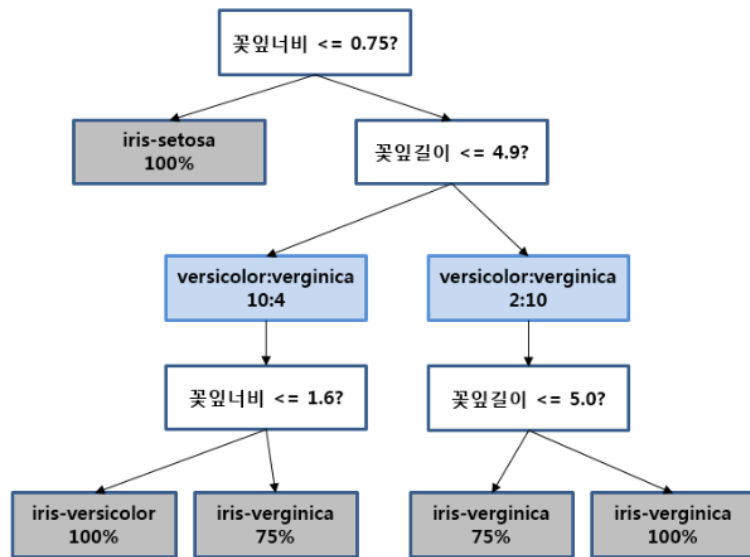 꽃잎너비 <= 0.75?
iris-setosa
100%
꽃잎길이 <= 4.9?
versicolor:verginica
10:4
versicolor:verginica
2:10
꽃잎너비 <= 1.6?
꽃잎길이 <= 5.0?
iris-versicolor
100%
iris-verginica
75%
iris-verginica
75%
iris-verginica
100%